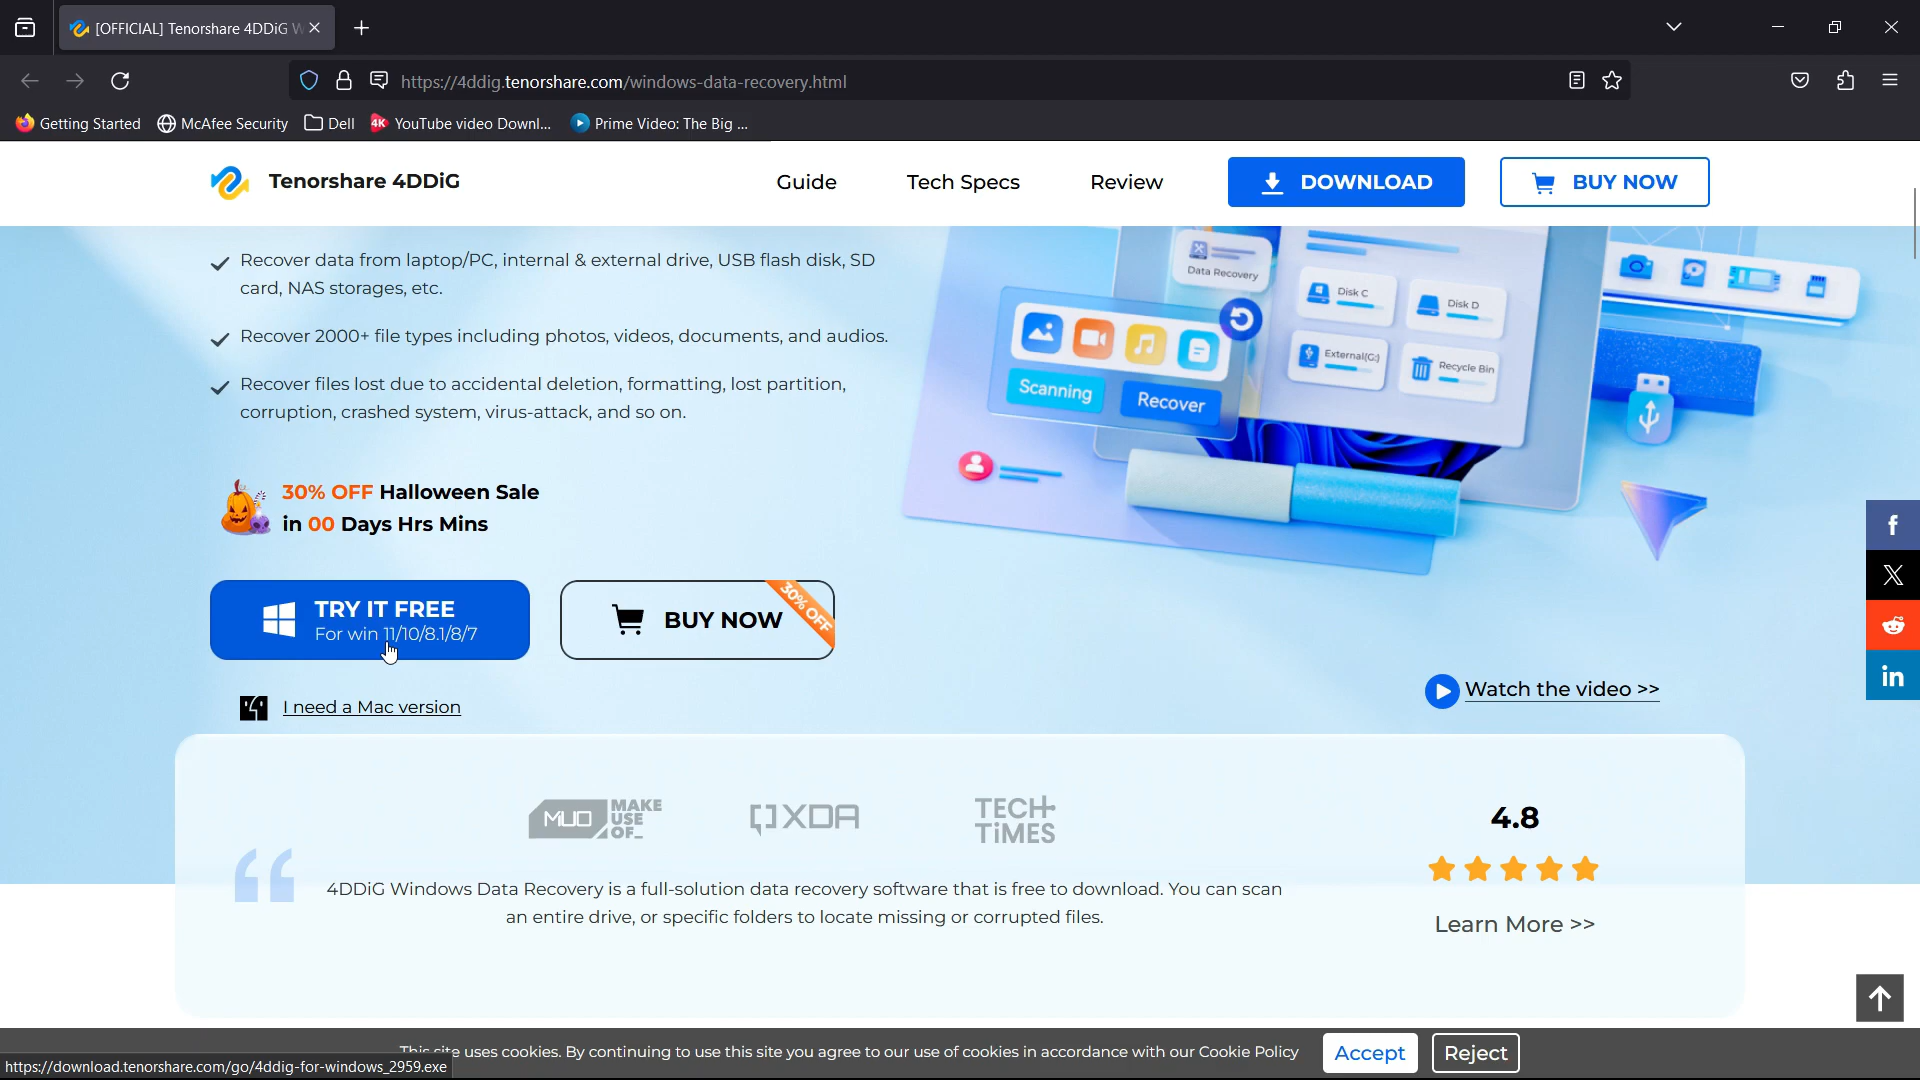 [OFFICIAL] Tenorshare 4DDiG W
https://4ddig.tenorshare.com/windows-data-recovery.html
Getting Started
McAfee Security
Dell
4K
YouTube video Downl...
Prime Video: The Big ...
Tenorshare 4DDiG
Guide
Tech Specs
Review
DOWNLOAD
BUY NOW
Recover data from laptop/PC, internal & external drive, USB flash disk, SD
card, NAS storages, etc.
Recover 2000+ file types including photos, videos, documents, and audios.
Recover files lost due to accidental deletion, formatting, lost partition,
corruption, crashed system, virus-attack, and so on.
Data Recovery
Disk C
Disk D
External(G:)
Recycle Bin
Scanning
Recover
30% OFF Halloween Sale
in 00 Days Hrs Mins
TRY IT FREE
For win 11/10/8.1/8/7
BUY NOW
30% OFF
I need a Mac version
Watch the video >>
f
X
in
MUO MAKE
USE
OF_
XDA
TECH
TiMES
4.8
4DDiG Windows Data Recovery is a full-solution data recovery software that is free to download. You can scan
an entire drive, or specific folders to locate missing or corrupted files.
Learn More >>
This site uses cookies. By continuing to use this site you agree to our use of cookies in accordance with our Cookie Policy
Accept
Reject
https://download.tenorshare.com/go/4ddig-for-windows_2959.exe